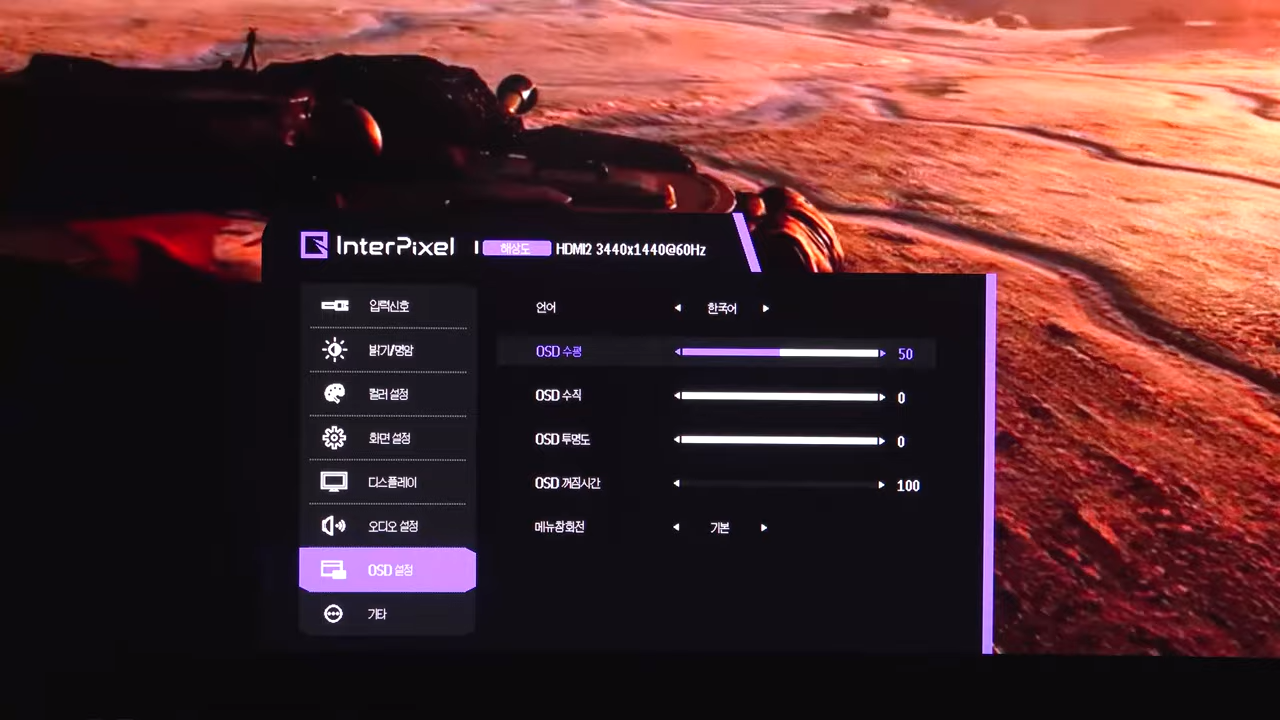 InterPixel 해상도 HDMI2 3440x1440@60Hz
입력신호
밝기/명암
컬러 설정
화면 설정
디스플레이
오디오 설정
OSD 설정
기타
언어 한국어
OSD 수평 50
OSD 수직 0
OSD 투명도 0
OSD 꺼짐시간 100
메뉴창회전 기본